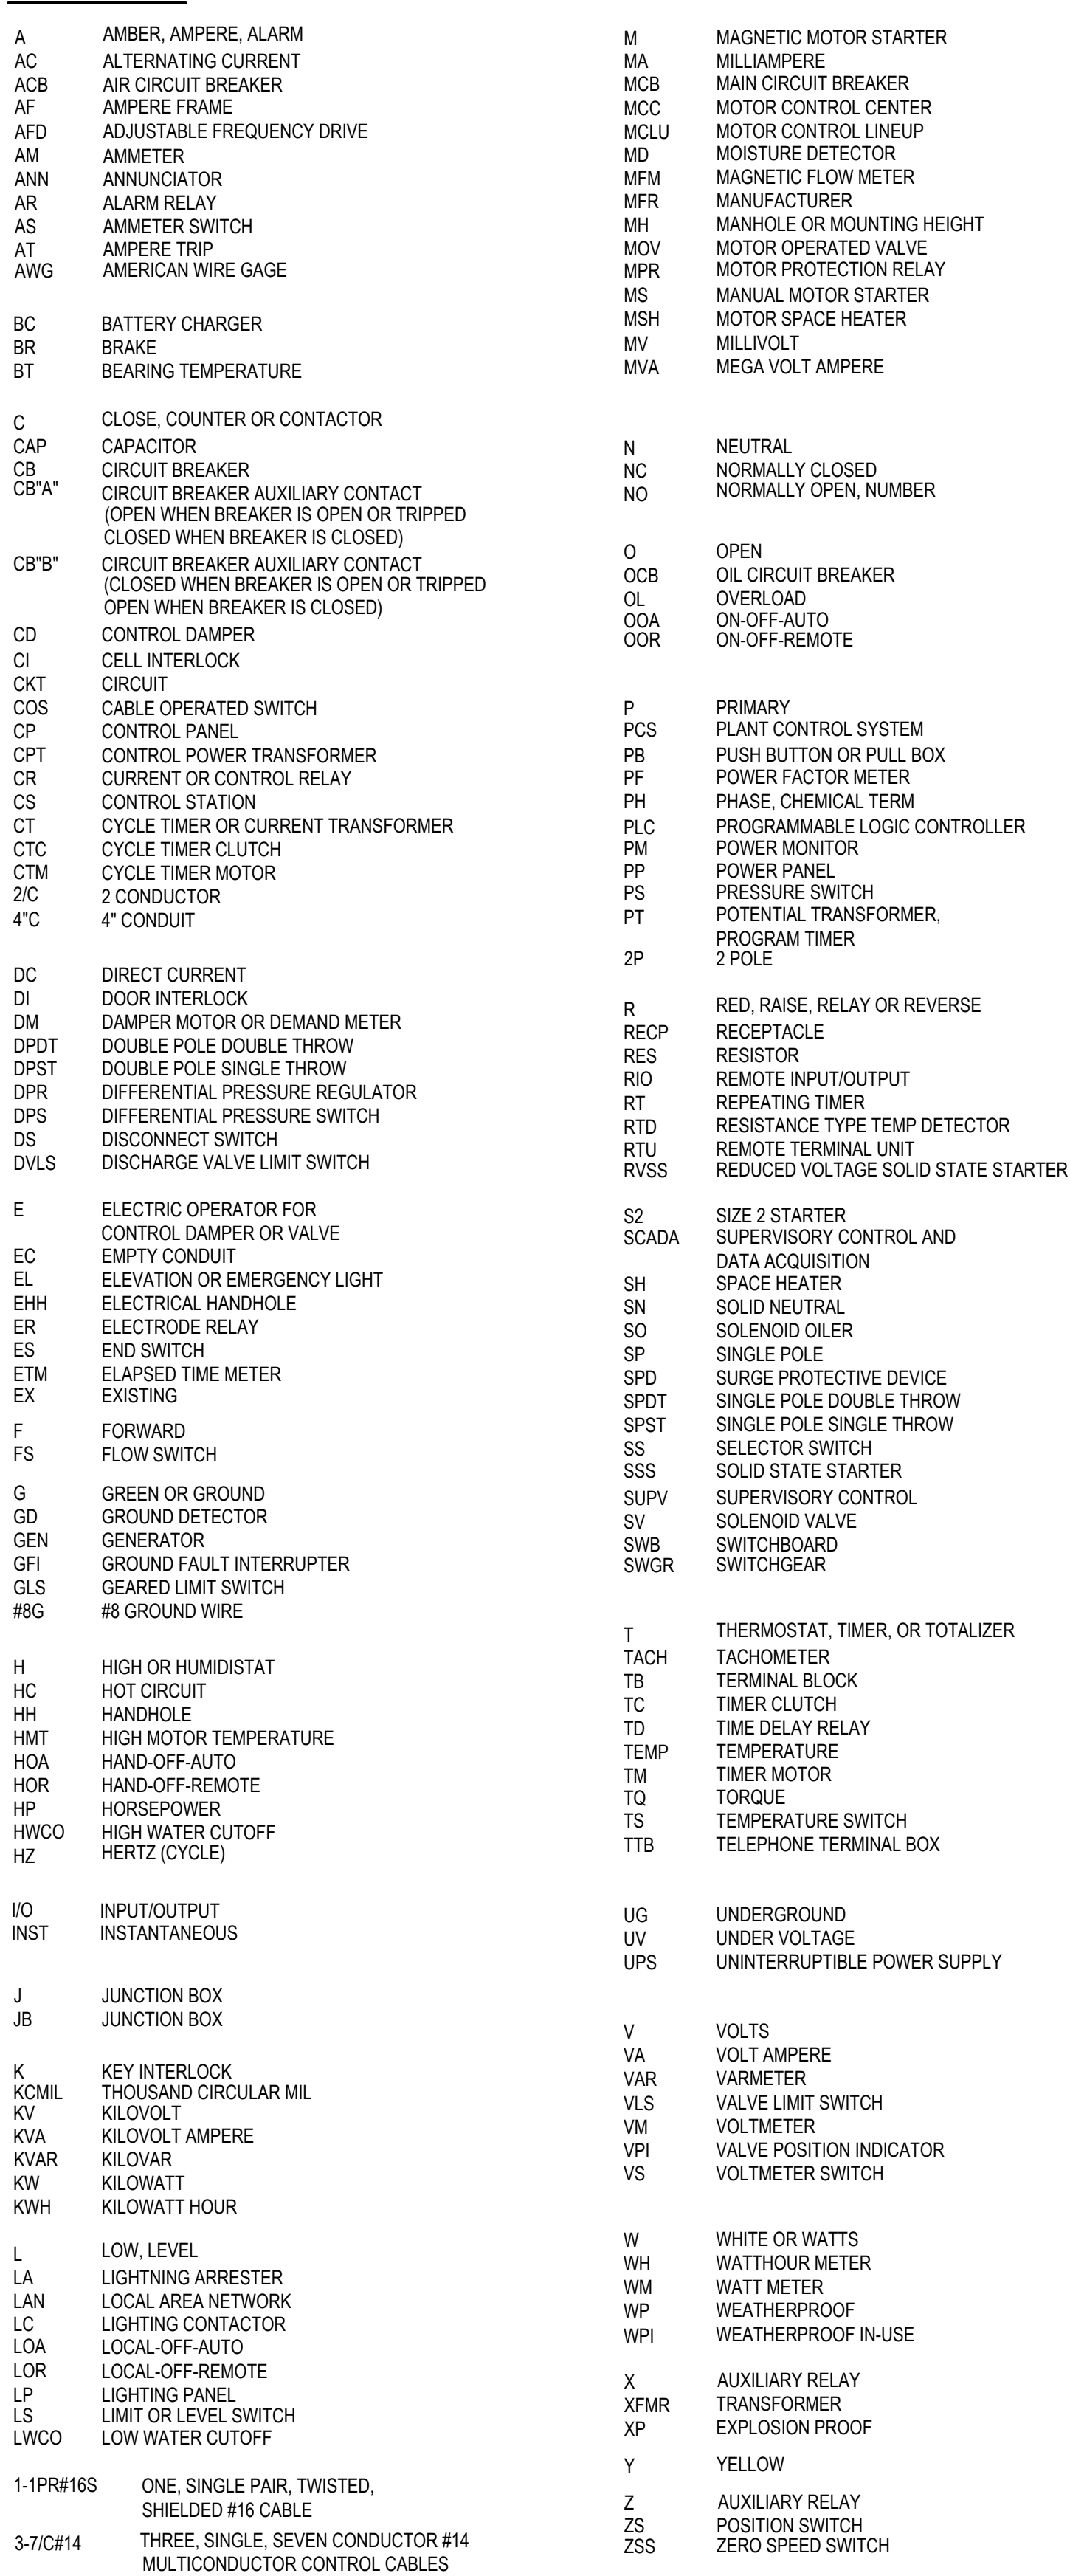 A AMBER, AMPERE, ALARM
AC ALTERNATING CURRENT
ACB AIR CIRCUIT BREAKER
AF AMPERE FRAME
AFD ADJUSTABLE FREQUENCY DRIVE
AM AMMETER
ANN ANNUNCIATOR
AR ALARM RELAY
AS AMMETER SWITCH
AT AMPERE TRIP
AWG AMERICAN WIRE GAGE
BC BATTERY CHARGER
BR BRAKE
BT BEARING TEMPERATURE
C CLOSE, COUNTER OR CONTACTOR
CAP CAPACITOR
CB CIRCUIT BREAKER
CB"A" CIRCUIT BREAKER AUXILIARY CONTACT
(OPEN WHEN BREAKER IS OPEN OR TRIPPED
CLOSED WHEN BREAKER IS CLOSED)
CB"B" CIRCUIT BREAKER AUXILIARY CONTACT
(CLOSED WHEN BREAKER IS OPEN OR TRIPPED
OPEN WHEN BREAKER IS CLOSED)
CD CONTROL DAMPER
CI CELL INTERLOCK
CKT CIRCUIT
COS CABLE OPERATED SWITCH
CP CONTROL PANEL
CPT CONTROL POWER TRANSFORMER
CR CURRENT OR CONTROL RELAY
CS CONTROL STATION
CT CYCLE TIMER OR CURRENT TRANSFORMER
CTC CYCLE TIMER CLUTCH
CTM CYCLE TIMER MOTOR
2/C 2 CONDUCTOR
4"C 4" CONDUIT
DC DIRECT CURRENT
DI DOOR INTERLOCK
DM DAMPER MOTOR OR DEMAND METER
DPDT DOUBLE POLE DOUBLE THROW
DPST DOUBLE POLE SINGLE THROW
DPR DIFFERENTIAL PRESSURE REGULATOR
DPS DIFFERENTIAL PRESSURE SWITCH
DS DISCONNECT SWITCH
DVLS DISCHARGE VALVE LIMIT SWITCH
E ELECTRIC OPERATOR FOR
CONTROL DAMPER OR VALVE
EC EMPTY CONDUIT
EL ELEVATION OR EMERGENCY LIGHT
EHH ELECTRICAL HANDHOLE
ER ELECTRODE RELAY
ES END SWITCH
ETM ELAPSED TIME METER
EX EXISTING
F FORWARD
FS FLOW SWITCH
G GREEN OR GROUND
GD GROUND DETECTOR
GEN GENERATOR
GFI GROUND FAULT INTERRUPTER
GLS GEARED LIMIT SWITCH
#8G #8 GROUND WIRE
H HIGH OR HUMIDISTAT
HC HOT CIRCUIT
HH HANDHOLE
HMT HIGH MOTOR TEMPERATURE
HOA HAND-OFF-AUTO
HOR HAND-OFF-REMOTE
HP HORSEPOWER
HWCO HIGH WATER CUTOFF
HZ HERTZ (CYCLE)
I/O INPUT/OUTPUT
INST INSTANTANEOUS
J JUNCTION BOX
JB JUNCTION BOX
K KEY INTERLOCK
KCMIL THOUSAND CIRCULAR MIL
KV KILOVOLT
KVA KILOVOLT AMPERE
KVAR KILOVAR
KW KILOWATT
KWH KILOWATT HOUR
L LOW, LEVEL
LA LIGHTNING ARRESTER
LAN LOCAL AREA NETWORK
LC LIGHTING CONTACTOR
LOA LOCAL-OFF-AUTO
LOR LOCAL-OFF-REMOTE
LP LIGHTING PANEL
LS LIMIT OR LEVEL SWITCH
LWCO LOW WATER CUTOFF
1-1PR#16S ONE, SINGLE PAIR, TWISTED,
SHIELDED #16 CABLE
3-7/C#14 THREE, SINGLE, SEVEN CONDUCTOR #14
MULTICONDUCTOR CONTROL CABLES
M MAGNETIC MOTOR STARTER
MA MILLIAMPERE
MCB MAIN CIRCUIT BREAKER
MCC MOTOR CONTROL CENTER
MCLU MOTOR CONTROL LINEUP
MD MOISTURE DETECTOR
MFM MAGNETIC FLOW METER
MFR MANUFACTURER
MH MANHOLE OR MOUNTING HEIGHT
MOV MOTOR OPERATED VALVE
MPR MOTOR PROTECTION RELAY
MS MANUAL MOTOR STARTER
MSH MOTOR SPACE HEATER
MV MILLIVOLT
MVA MEGA VOLT AMPERE
N NEUTRAL
NC NORMALLY CLOSED
NO NORMALLY OPEN, NUMBER
O OPEN
OCB OIL CIRCUIT BREAKER
OL OVERLOAD
OOA ON-OFF-AUTO
OOR ON-OFF-REMOTE
P PRIMARY
PCS PLANT CONTROL SYSTEM
PB PUSH BUTTON OR PULL BOX
PF POWER FACTOR METER
PH PHASE, CHEMICAL TERM
PLC PROGRAMMABLE LOGIC CONTROLLER
PM POWER MONITOR
PP POWER PANEL
PS PRESSURE SWITCH
PT POTENTIAL TRANSFORMER,
PROGRAM TIMER
2P 2 POLE
R RED, RAISE, RELAY OR REVERSE
RECP RECEPTACLE
RES RESISTOR
RIO REMOTE INPUT/OUTPUT
RT REPEATING TIMER
RTD RESISTANCE TYPE TEMP DETECTOR
RTU REMOTE TERMINAL UNIT
RVSS REDUCED VOLTAGE SOLID STATE STARTER
S2 SIZE 2 STARTER
SCADA SUPERVISORY CONTROL AND
DATA ACQUISITION
SH SPACE HEATER
SN SOLID NEUTRAL
SO SOLENOID OILER
SP SINGLE POLE
SPD SURGE PROTECTIVE DEVICE
SPDT SINGLE POLE DOUBLE THROW
SPST SINGLE POLE SINGLE THROW
SS SELECTOR SWITCH
SSS SOLID STATE STARTER
SUPV SUPERVISORY CONTROL
SV SOLENOID VALVE
SWB SWITCHBOARD
SWGR SWITCHGEAR
T THERMOSTAT, TIMER, OR TOTALIZER
TACH TACHOMETER
TB TERMINAL BLOCK
TC TIMER CLUTCH
TD TIME DELAY RELAY
TEMP TEMPERATURE
TM TIMER MOTOR
TQ TORQUE
TS TEMPERATURE SWITCH
TTB TELEPHONE TERMINAL BOX
UG UNDERGROUND
UV UNDER VOLTAGE
UPS UNINTERRUPTIBLE POWER SUPPLY
V VOLTS
VA VOLT AMPERE
VAR VARMETER
VLS VALVE LIMIT SWITCH
VM VOLTMETER
VPI VALVE POSITION INDICATOR
VS VOLTMETER SWITCH
W WHITE OR WATTS
WH WATTHOUR METER
WM WATT METER
WP WEATHERPROOF
WPI WEATHERPROOF IN-USE
X AUXILIARY RELAY
XFMR TRANSFORMER
XP EXPLOSION PROOF
Y YELLOW
Z AUXILIARY RELAY
ZS POSITION SWITCH
ZSS ZERO SPEED SWITCH